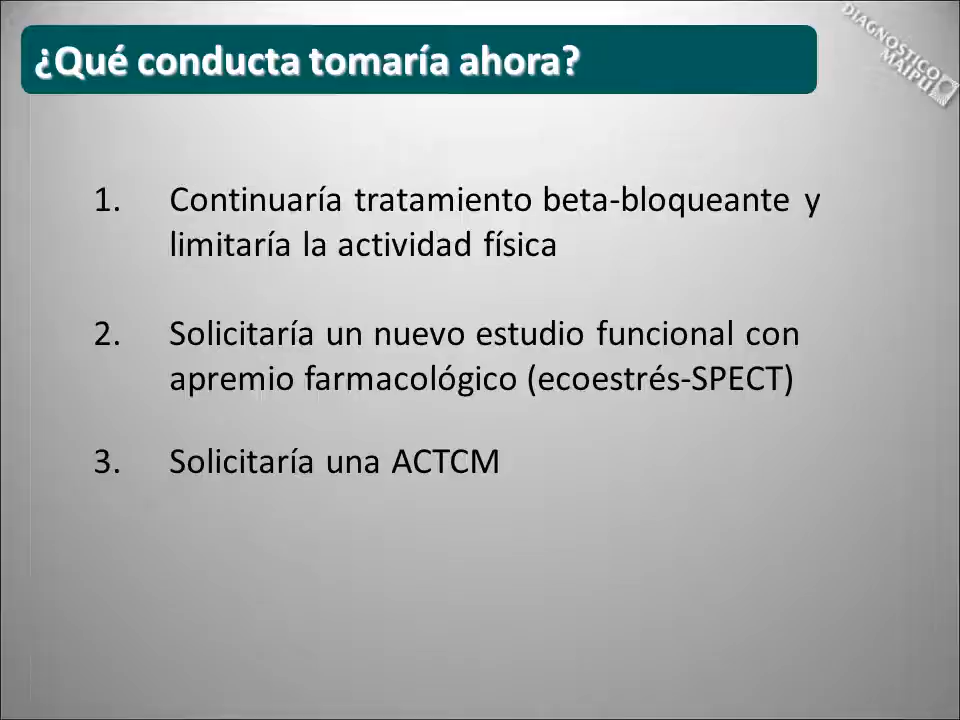 ¿Qué conducta tomaría ahora?
DIAGNOSTICO
MAIPU
1. Continuaría tratamiento beta-bloqueante y
limitaría la actividad física
2. Solicitaría un nuevo estudio funcional con
apremio farmacológico (ecoestrés-SPECT)
3. Solicitaría una ACTCM